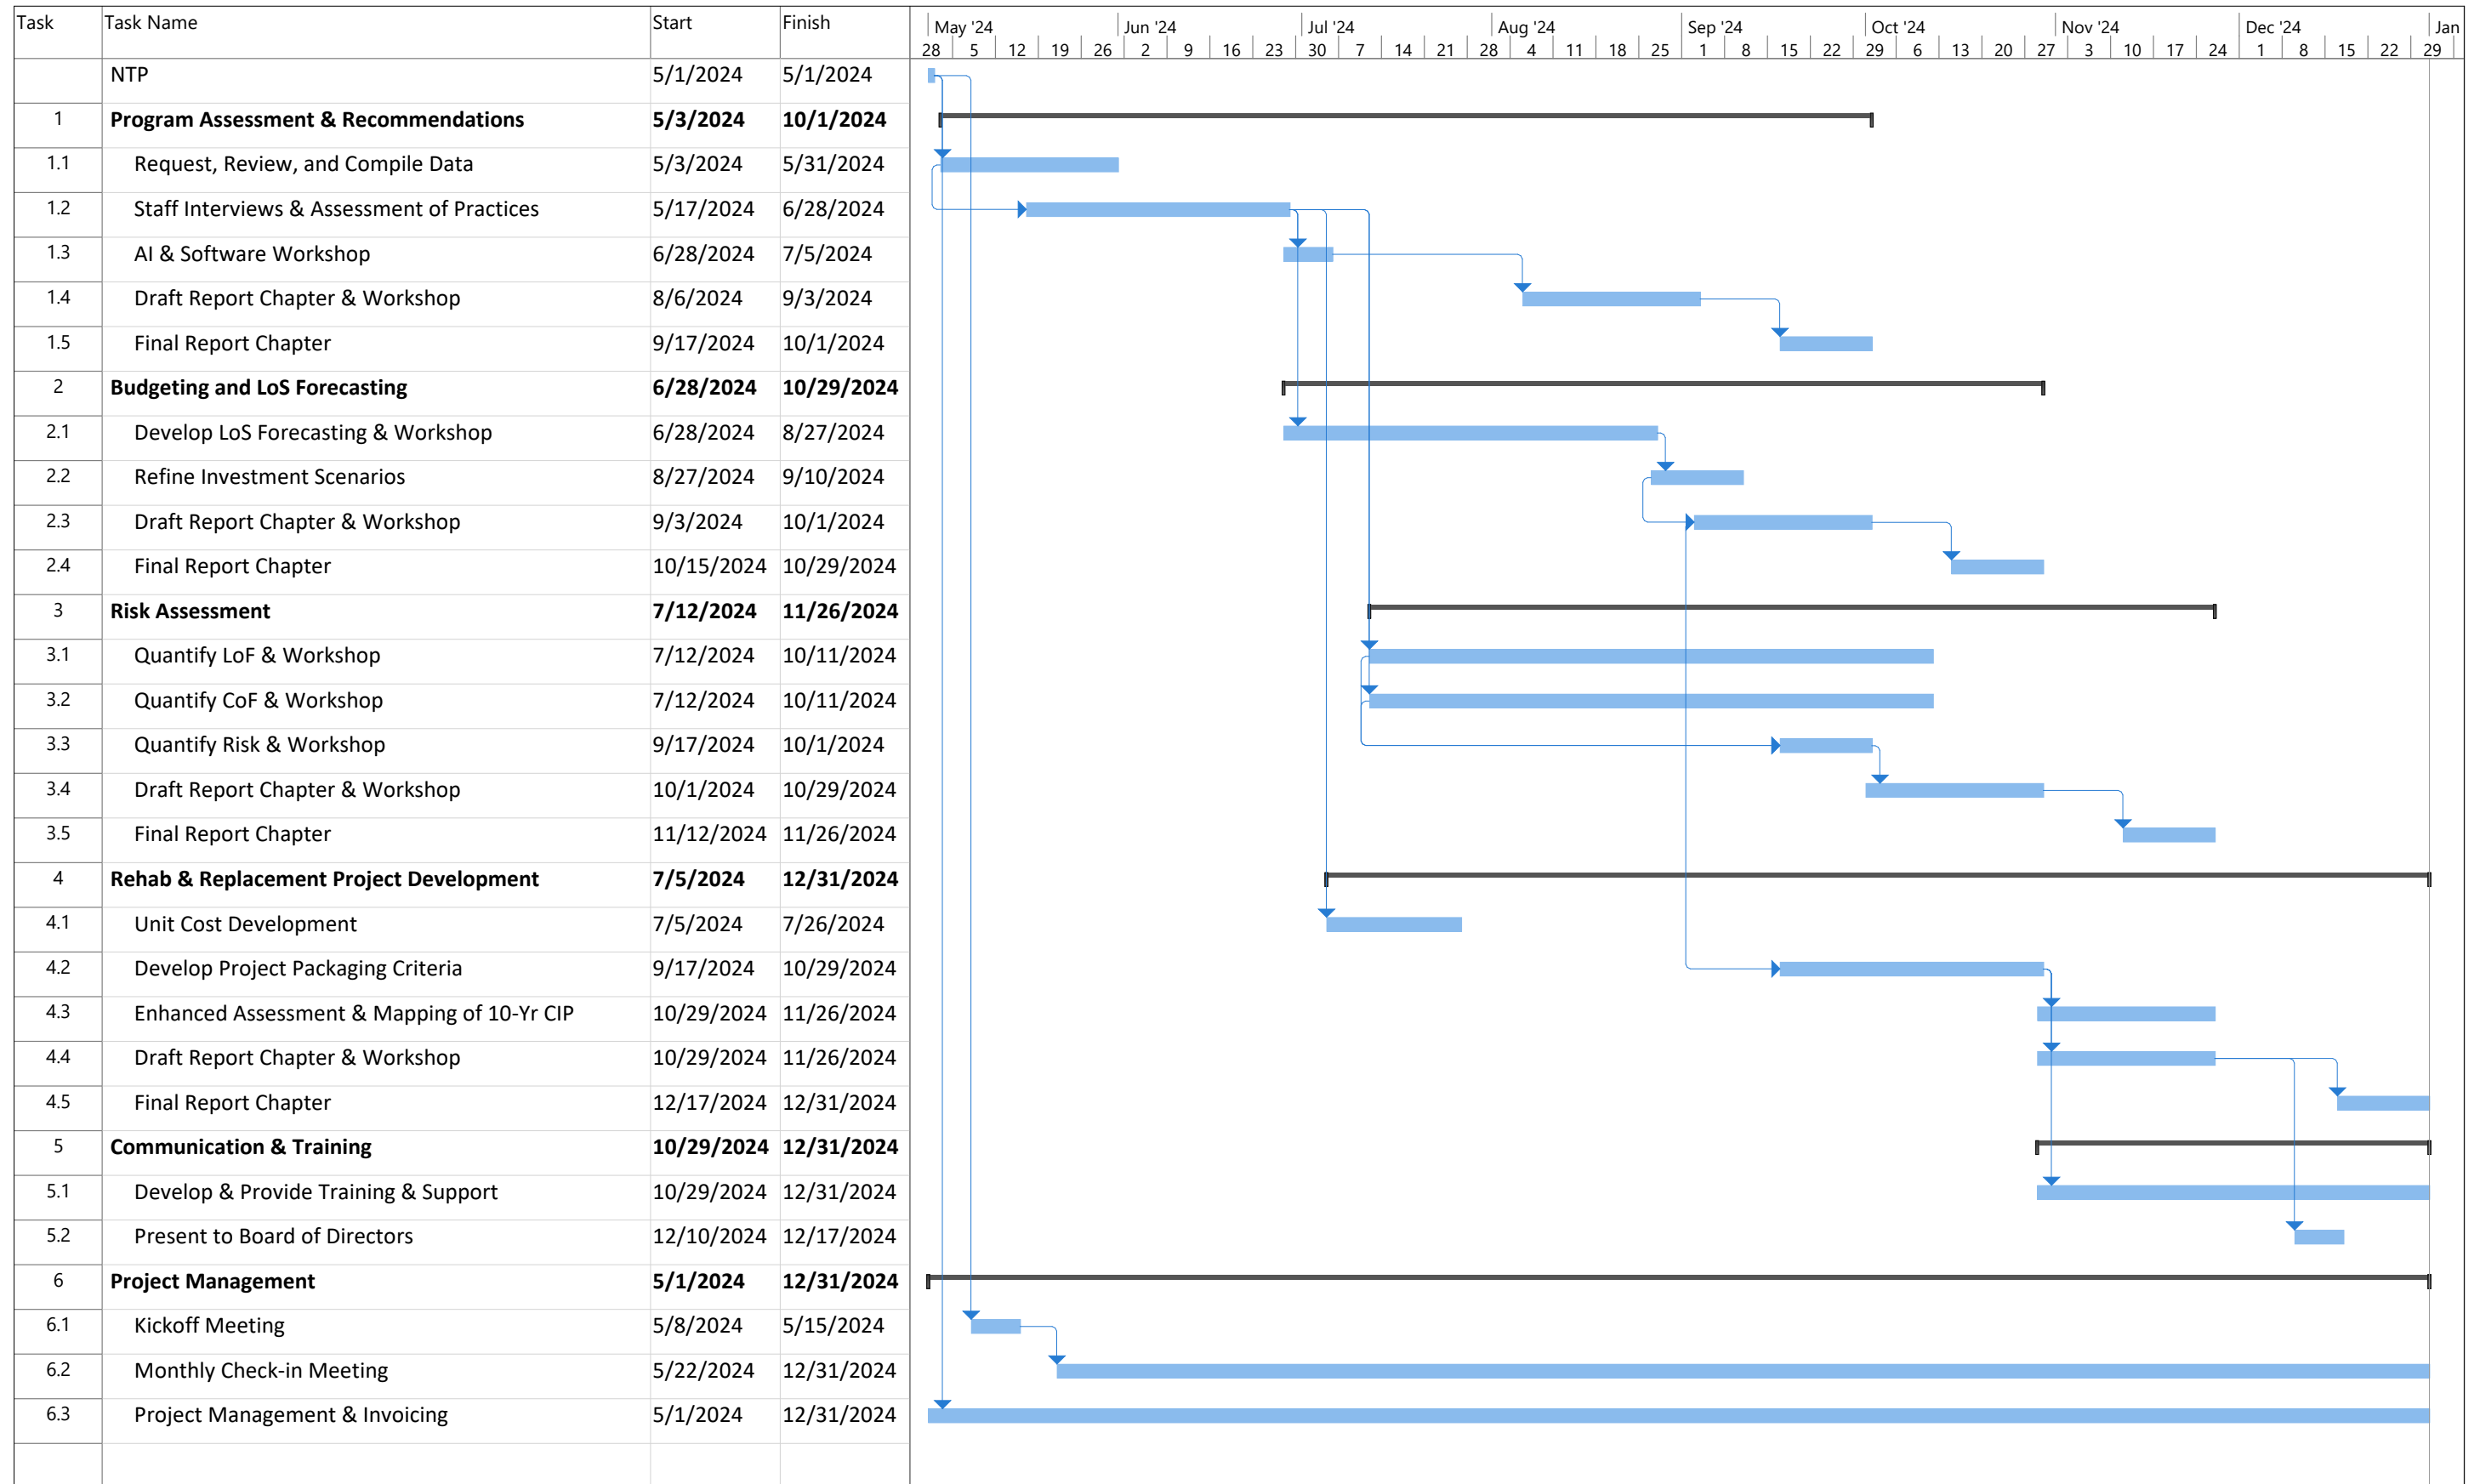 Task Task Name Start Finish May '24 Jun '24 Jul '24 Aug '24 Sep '24 Oct '24 Nov '24 Dec '24 Jan
28 5 12 19 26 2 9 16 23 30 7 14 21 28 4 11 18 25 1 8 15 22 29 6 13 20 27 3 10 17 24 1 8 15 22 29
NTP 5/1/2024 5/1/2024
1 Program Assessment & Recommendations 5/3/2024 10/1/2024
1.1 Request, Review, and Compile Data 5/3/2024 5/31/2024
1.2 Staff Interviews & Assessment of Practices 5/17/2024 6/28/2024
1.3 AI & Software Workshop 6/28/2024 7/5/2024
1.4 Draft Report Chapter & Workshop 8/6/2024 9/3/2024
1.5 Final Report Chapter 9/17/2024 10/1/2024
2 Budgeting and LoS Forecasting 6/28/2024 10/29/2024
2.1 Develop LoS Forecasting & Workshop 6/28/2024 8/27/2024
2.2 Refine Investment Scenarios 8/27/2024 9/10/2024
2.3 Draft Report Chapter & Workshop 9/3/2024 10/1/2024
2.4 Final Report Chapter 10/15/2024 10/29/2024
3 Risk Assessment 7/12/2024 11/26/2024
3.1 Quantify LoF & Workshop 7/12/2024 10/11/2024
3.2 Quantify CoF & Workshop 7/12/2024 10/11/2024
3.3 Quantify Risk & Workshop 9/17/2024 10/1/2024
3.4 Draft Report Chapter & Workshop 10/1/2024 10/29/2024
3.5 Final Report Chapter 11/12/2024 11/26/2024
4 Rehab & Replacement Project Development 7/5/2024 12/31/2024
4.1 Unit Cost Development 7/5/2024 7/26/2024
4.2 Develop Project Packaging Criteria 9/17/2024 10/29/2024
4.3 Enhanced Assessment & Mapping of 10-Yr CIP 10/29/2024 11/26/2024
4.4 Draft Report Chapter & Workshop 10/29/2024 11/26/2024
4.5 Final Report Chapter 12/17/2024 12/31/2024
5 Communication & Training 10/29/2024 12/31/2024
5.1 Develop & Provide Training & Support 10/29/2024 12/31/2024
5.2 Present to Board of Directors 12/10/2024 12/17/2024
6 Project Management 5/1/2024 12/31/2024
6.1 Kickoff Meeting 5/8/2024 5/15/2024
6.2 Monthly Check-in Meeting 5/22/2024 12/31/2024
6.3 Project Management & Invoicing 5/1/2024 12/31/2024